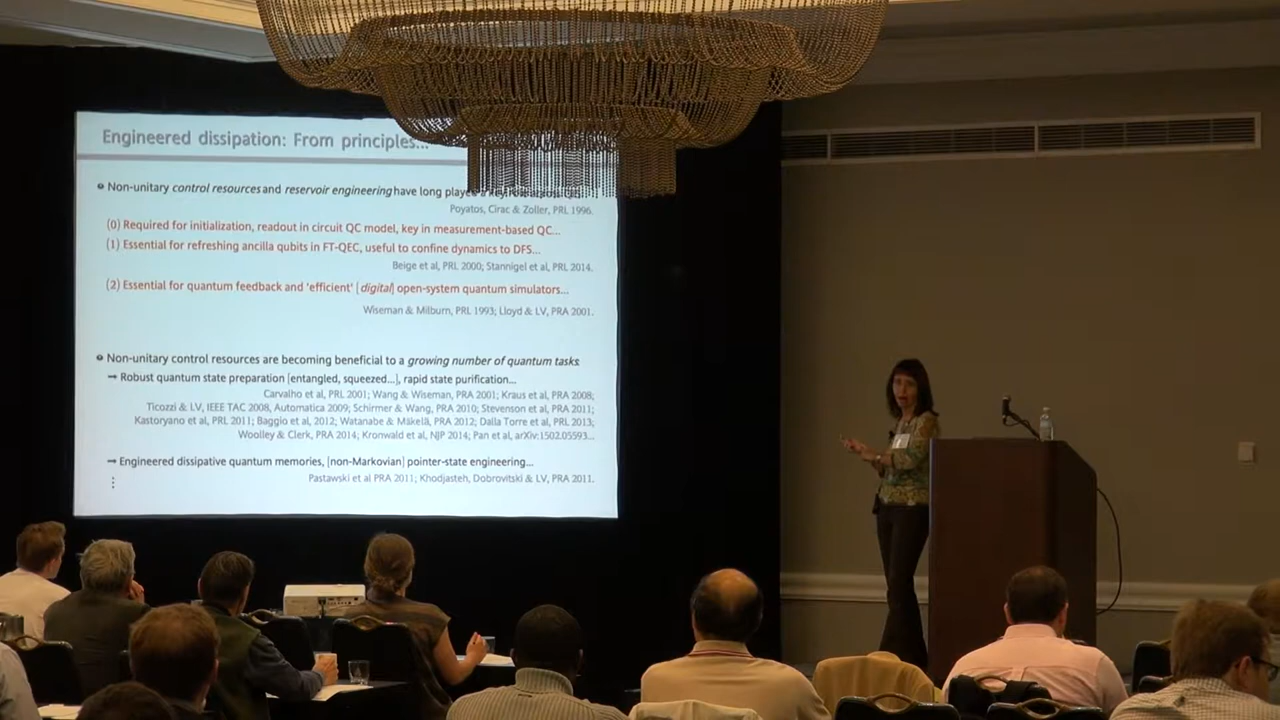 Engineered dissipation: From principles...
Non-unitary control resources and reservoir engineering have long played
Poyatos, Cirac & Zoller, PRL 1996.
(0) Required for initialization, readout in circuit QC model, key in measurement-based QC...
(1) Essential for refreshing ancilla qubits in FT-QEC, useful to confine dynamics to DFS...
Beige et al, PRL 2000; Stannigel et al, PRL 2014.
(2) Essential for quantum feedback and 'efficient' [digital] open-system quantum simulators...
Wiseman & Milburn, PRL 1993; Lloyd & LV, PRA 2001.
Non-unitary control resources are becoming beneficial to a growing number of quantum tasks
→ Robust quantum state preparation [entangled, squeezed...], rapid state purification...
Carvalho et al, PRL 2001; Wang & Wiseman, PRA 2001; Kraus et al, PRA 2008;
Ticozzi & LV, IEEE TAC 2008, Automatica 2009; Schirmer & Wang, PRA 2010; Stevenson et al, PRA 2011;
Kastoryano et al, PRL 2011; Baggio et al, 2012; Watanabe & Mäkelä, PRA 2012; Dalla Torre et al, PRL 2013;
Woolley & Clerk, PRA 2014; Kronwald et al, NJP 2014; Pan et al, arXiv:1502.05593...
→ Engineered dissipative quantum memories, [non-Markovian] pointer-state engineering...
Pastawski et al PRA 2011; Khodjasteh, Dobrovitski & LV, PRA 2011.
⋮